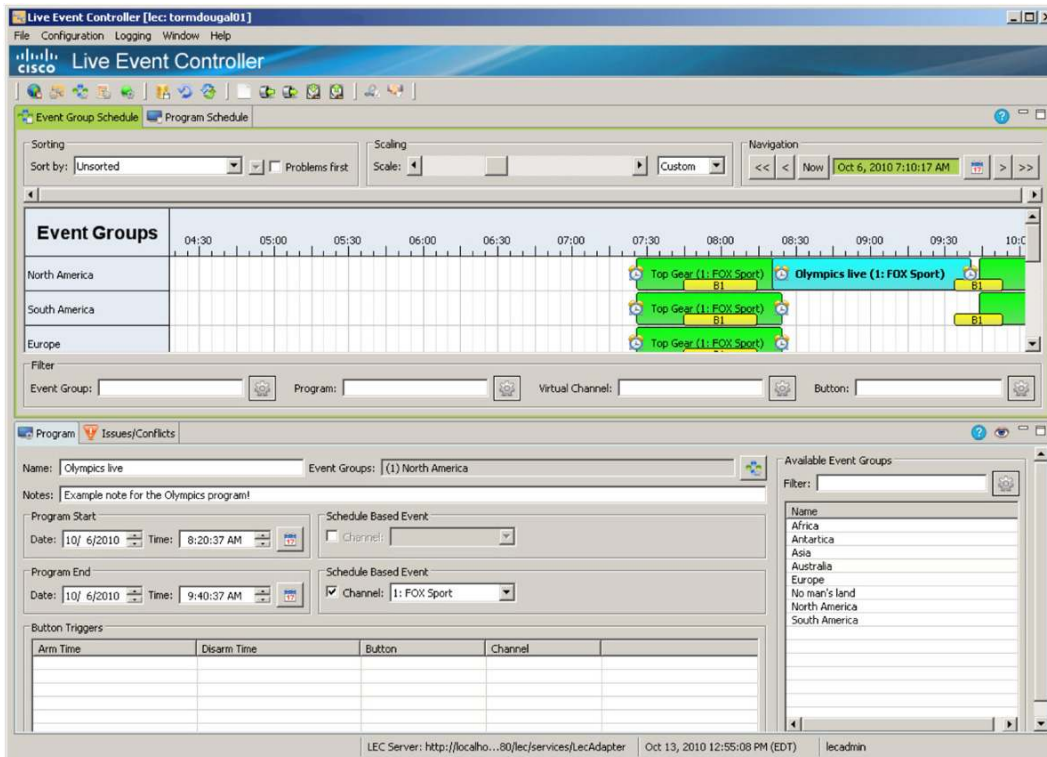 Live Event Controller [lec: tormdougal01]
File Configuration Logging Window Help
cisco Live Event Controller
Event Group Schedule Program Schedule
Sorting Scaling Navigation
Sort by: Unsorted Problems first Scale: Custom << < Now Oct 6, 2010 7:10:17 AM 17 > >>
Event Groups 04:30 05:00 05:30 06:00 06:30 07:00 07:30 08:00 08:30 09:00 09:30 10:0
North America Top Gear (1: FOX Sport) Olympics live (1: FOX Sport)
B1 B1
South America Top Gear (1: FOX Sport)
B1 B1
Europe Top Gear (1: FOX Sport)
Filter
Event Group: Program: Virtual Channel: Button:
Program Issues/Conflicts
Name: Olympics live Event Groups: (1) North America
Notes: Example note for the Olympics program!
Program Start Schedule Based Event
Date: 10/ 6/2010 Time: 8:20:37 AM 17 Channel:
Program End Schedule Based Event
Date: 10/ 6/2010 Time: 9:40:37 AM 17 Channel: 1: FOX Sport
Button Triggers
Arm Time Disarm Time Button Channel
Available Event Groups
Filter:
Name
Africa
Antartica
Asia
Australia
Europe
No man's land
North America
South America
LEC Server: http://localho...80/lec/services/LecAdapter Oct 13, 2010 12:55:08 PM (EDT) lecadmin